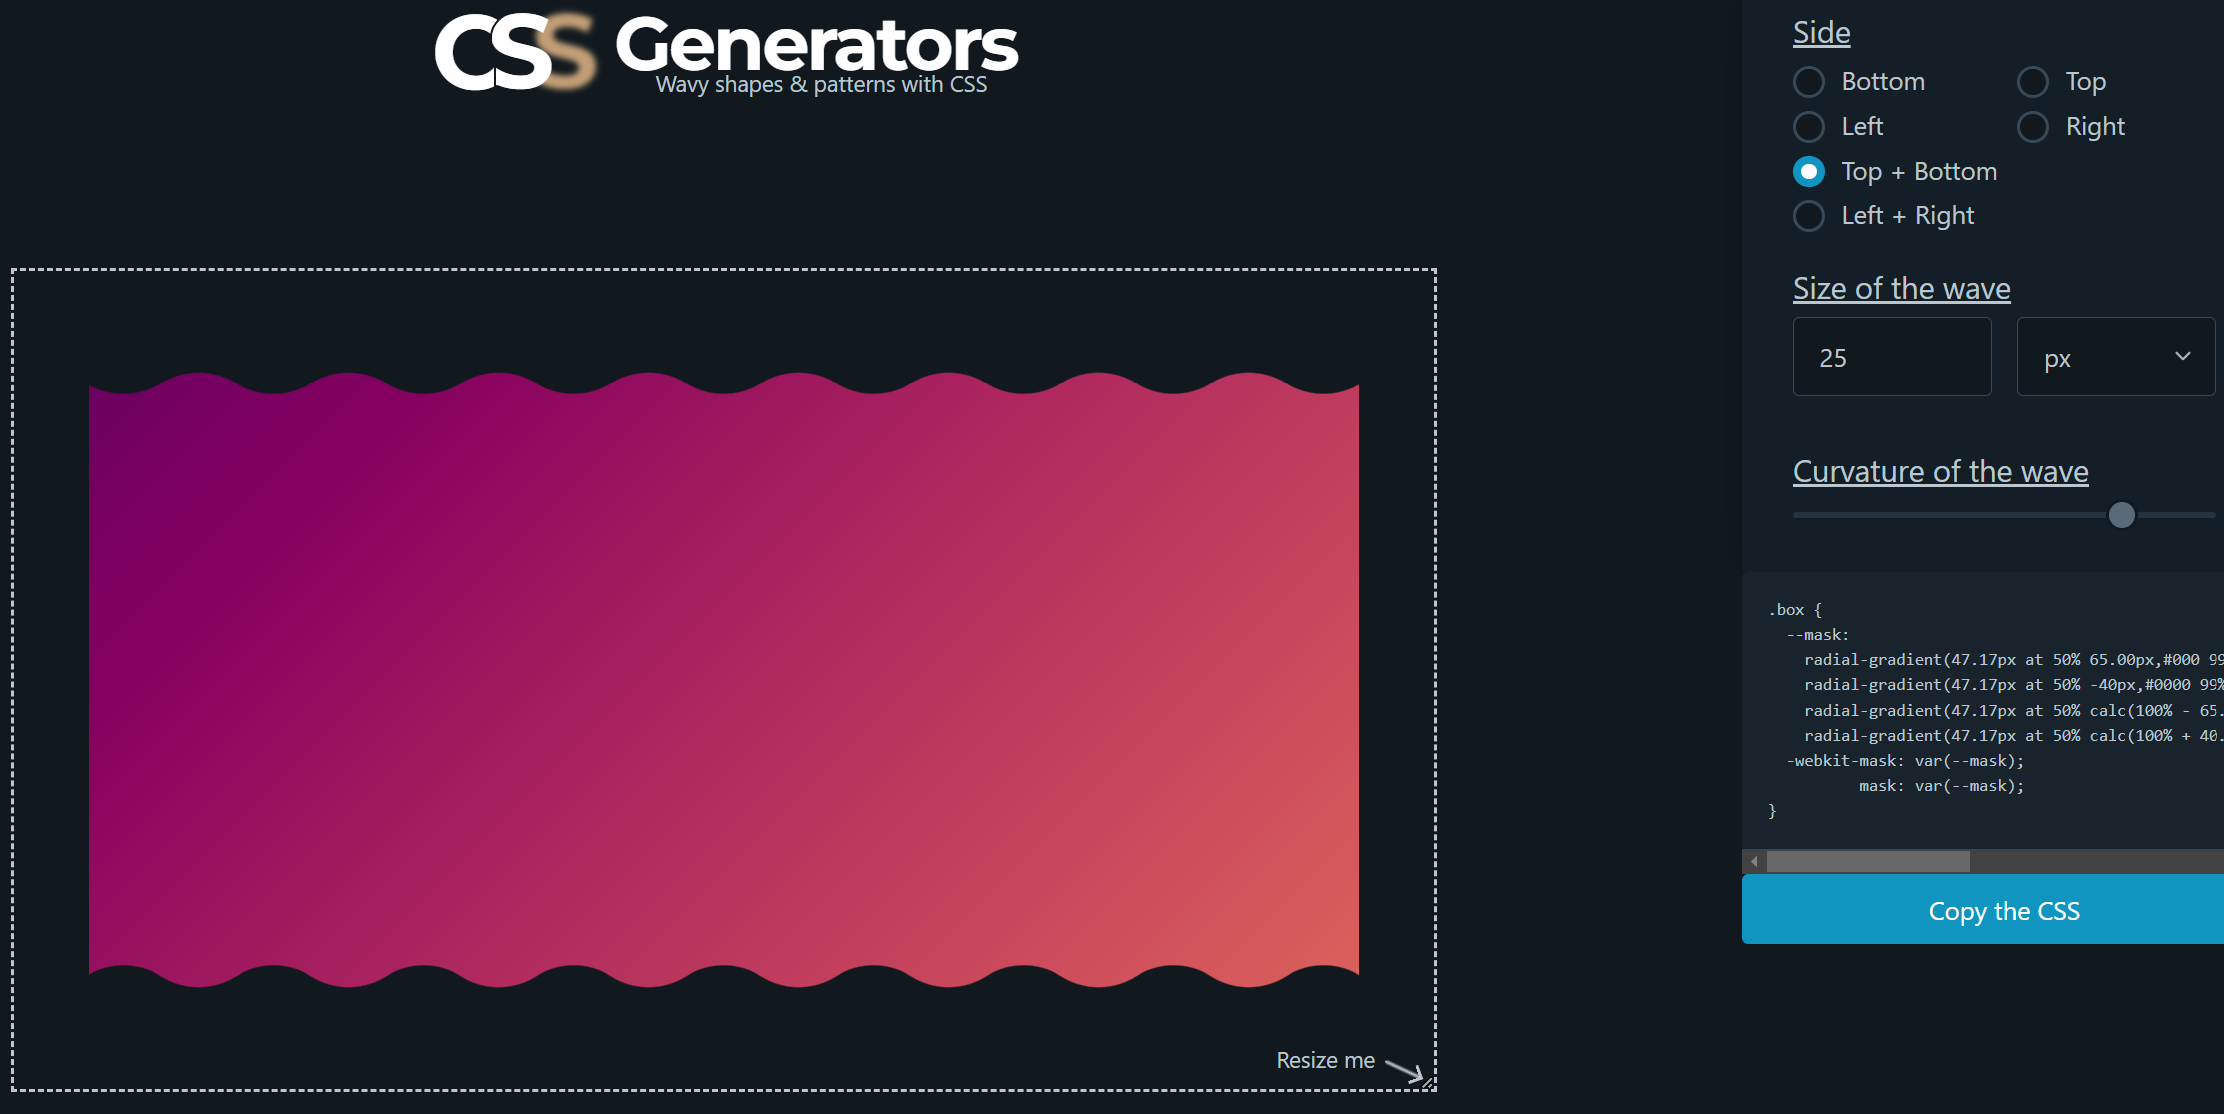 CSS Generators
Wavy shapes & patterns with CSS
Side
Bottom
Top
Left
Right
Top + Bottom
Left + Right
Size of the wave
25
px
Curvature of the wave
.box {
--mask:
radial-gradient(47.17px at 50% 65.00px,#000 99
radial-gradient(47.17px at 50% -40px,#0000 99%
radial-gradient(47.17px at 50% calc(100% - 65.
radial-gradient(47.17px at 50% calc(100% + 40.
-webkit-mask: var(--mask);
mask: var(--mask);
}
Copy the CSS
Resize me